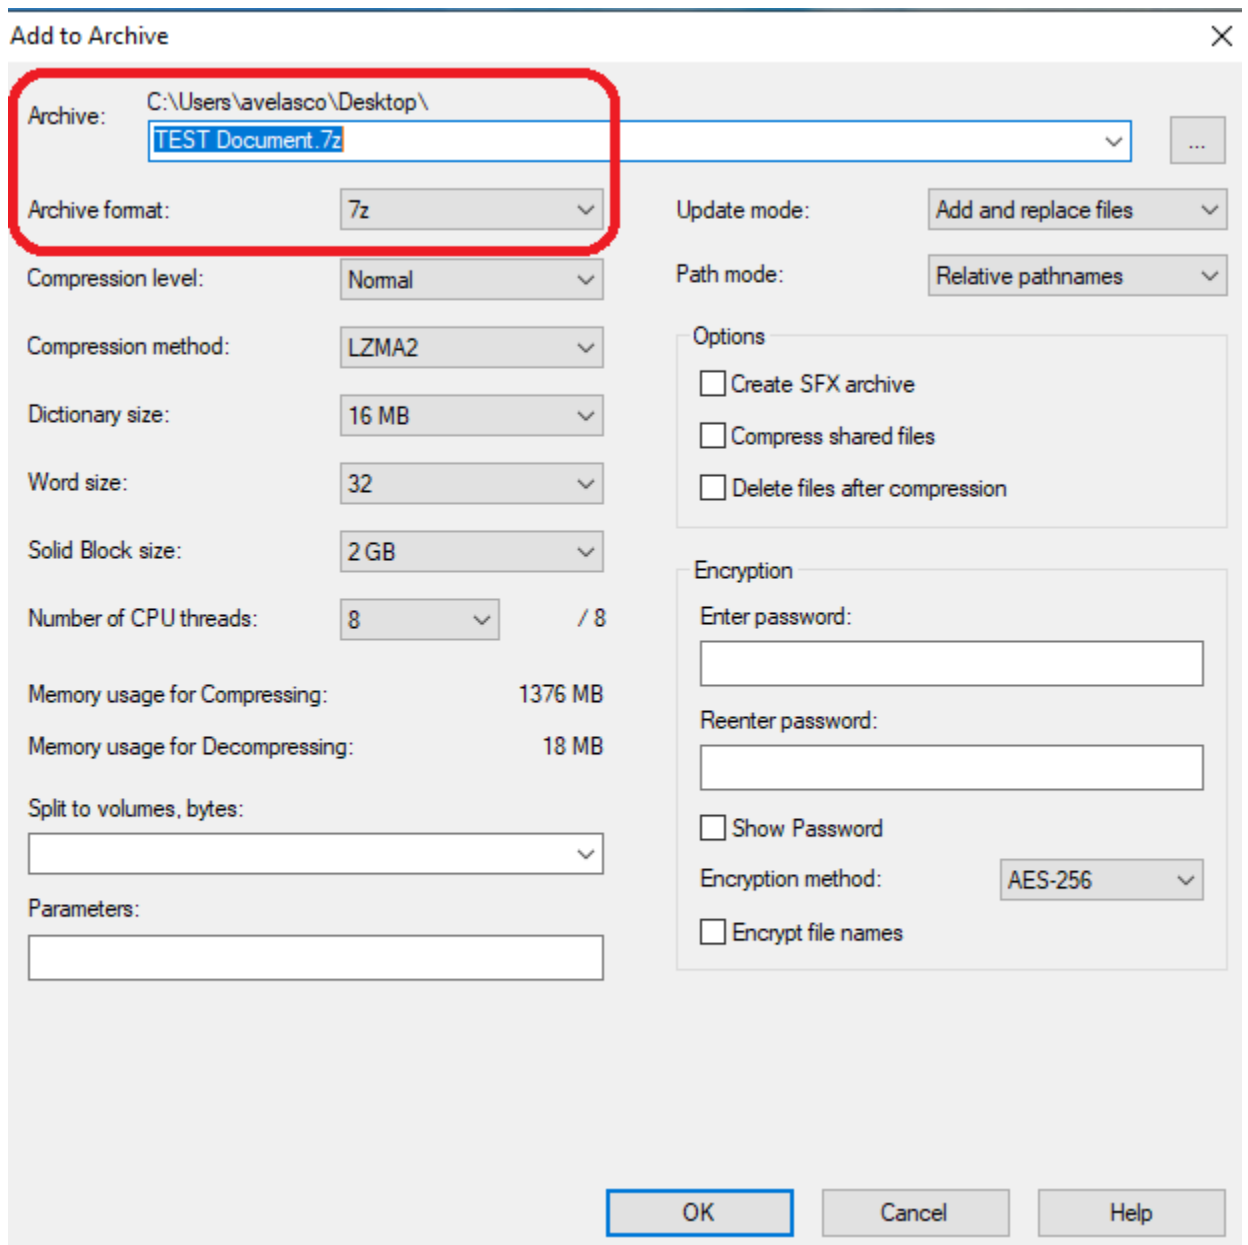 Add to Archive
Archive:
C:\Users\avelasco\Desktop\
TEST Document.7z
...
Archive format:
7z
Update mode:
Add and replace files
Compression level:
Normal
Path mode:
Relative pathnames
Compression method:
LZMA2
Options
Create SFX archive
Compress shared files
Delete files after compression
Dictionary size:
16 MB
Word size:
32
Solid Block size:
2 GB
Number of CPU threads:
8
/ 8
Memory usage for Compressing:
1376 MB
Memory usage for Decompressing:
18 MB
Split to volumes, bytes:
Parameters:
Encryption
Enter password:
Reenter password:
Show Password
Encryption method:
AES-256
Encrypt file names
OK
Cancel
Help